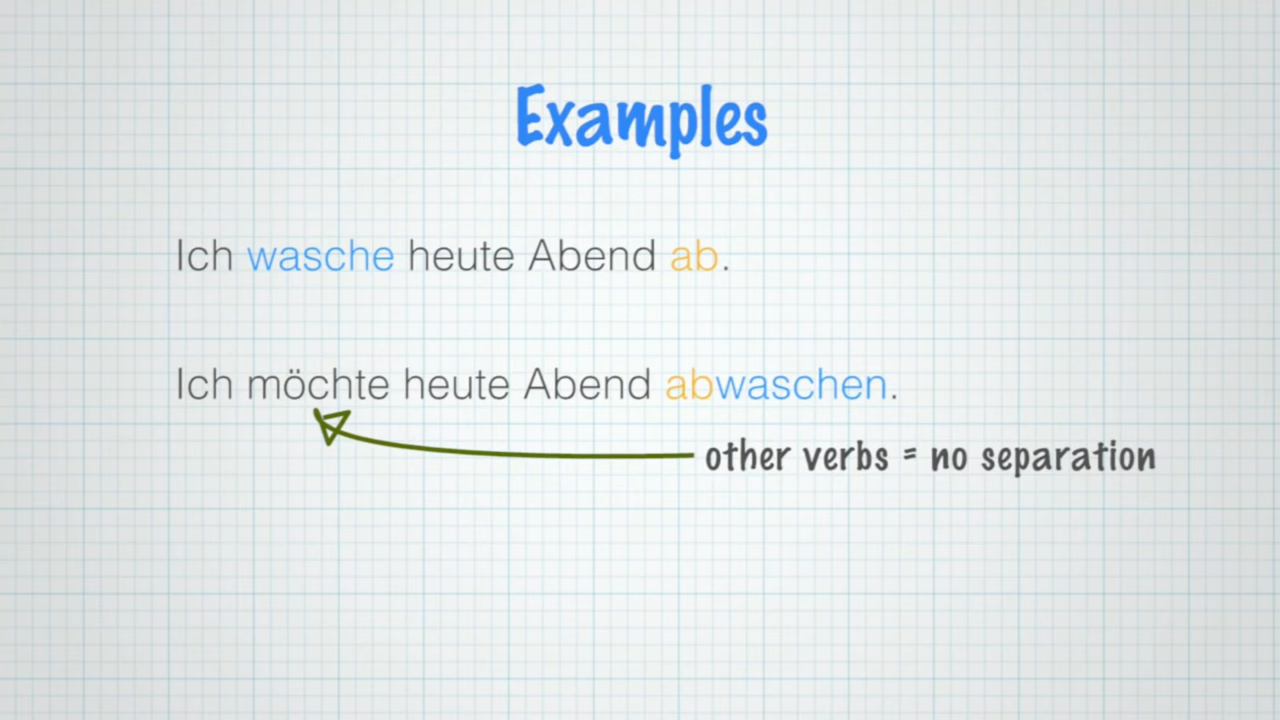 Examples
Ich wasche heute Abend ab.
Ich möchte heute Abend abwaschen.
other verbs = no separation